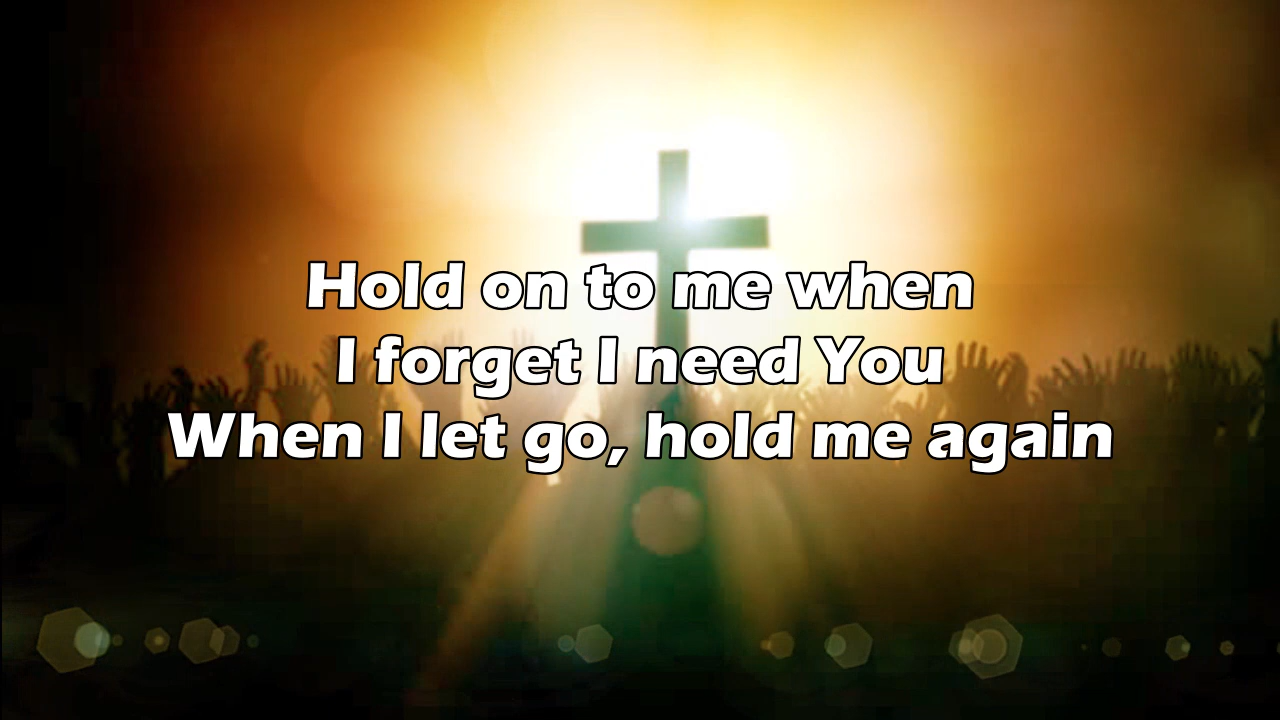 Hold on to me when
I forget I need You
When I let go, hold me again